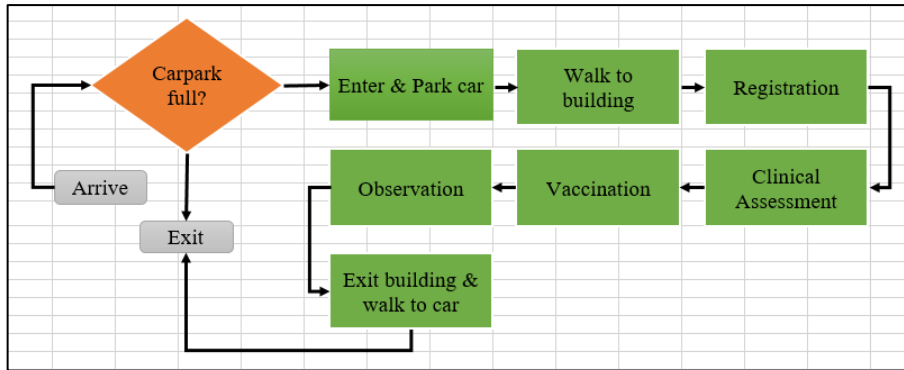 Carpark
full?
Enter & Park car
Walk to
building
Registration
Arrive
Observation
Vaccination
Clinical
Assessment
Exit
Exit building &
walk to car